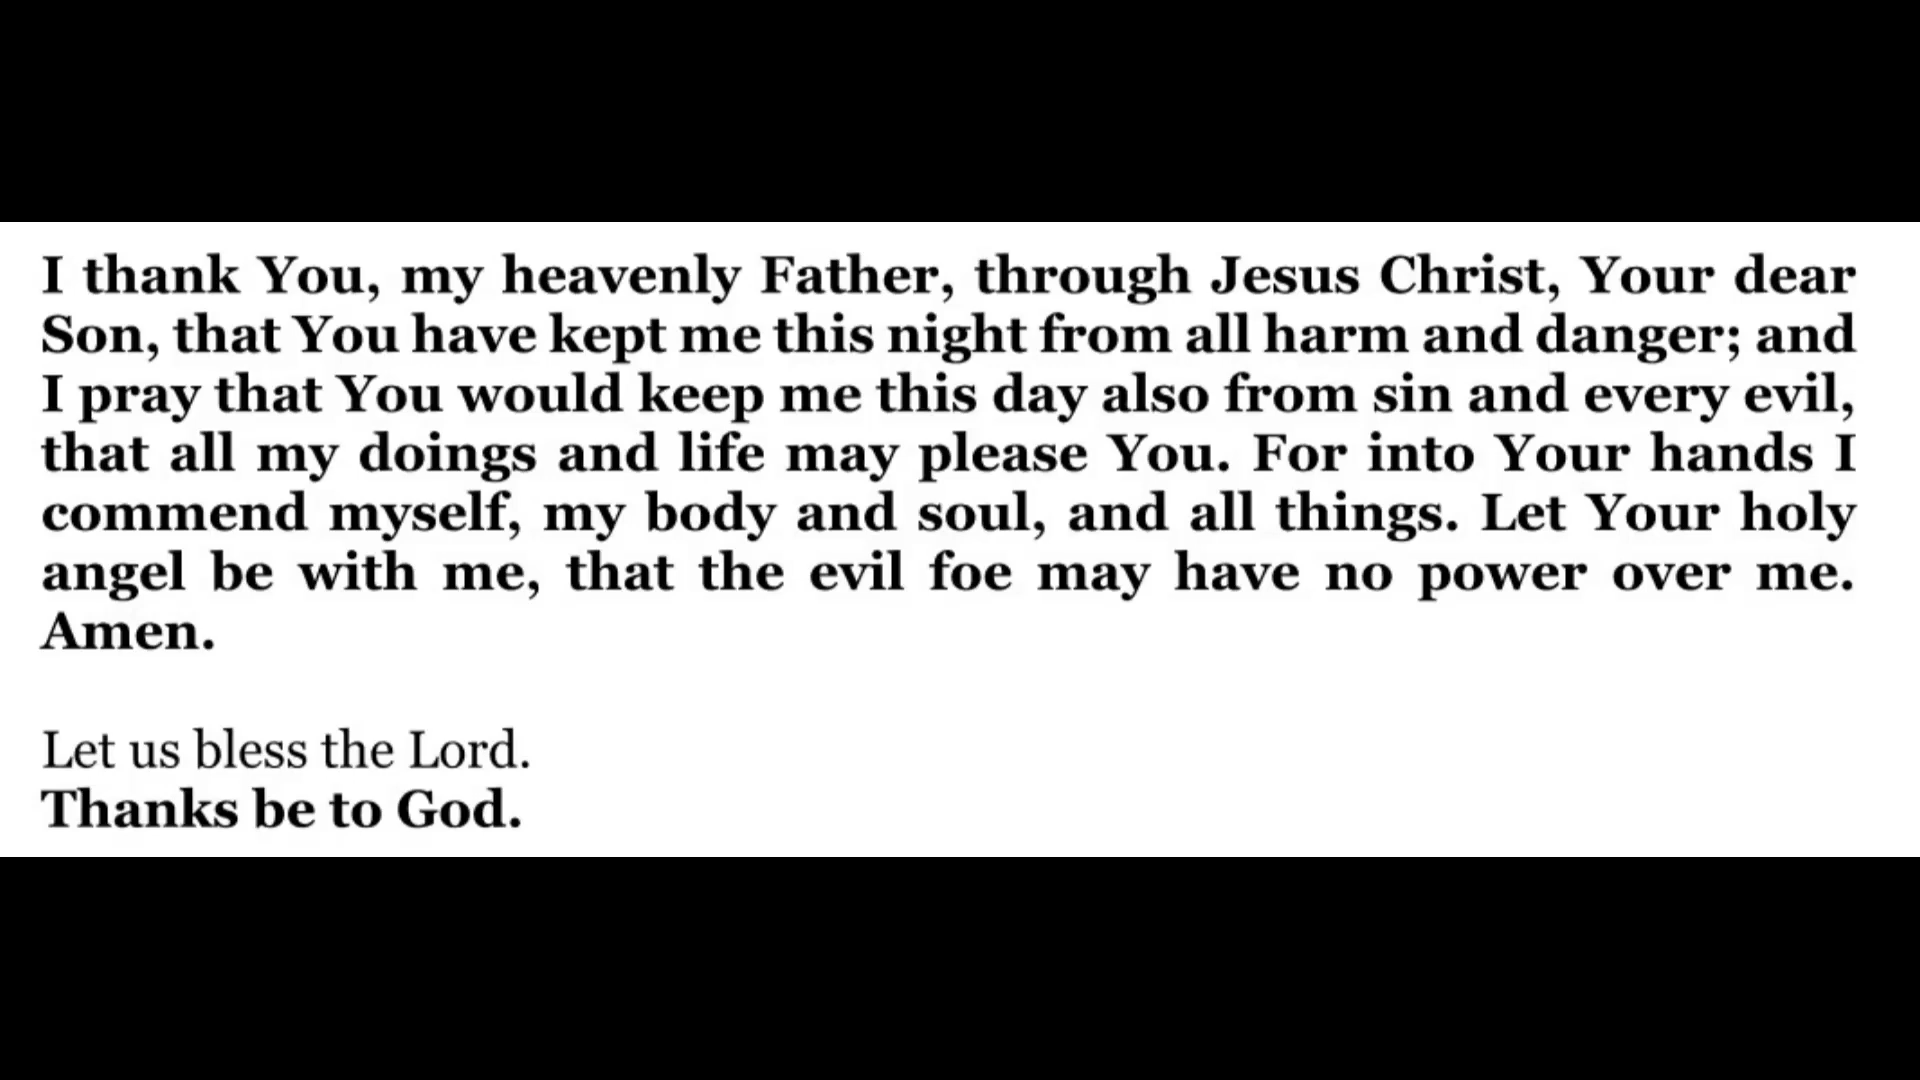 I thank You, my heavenly Father, through Jesus Christ, Your dear
Son, that You have kept me this night from all harm and danger; and
I pray that You would keep me this day also from sin and every evil,
that all my doings and life may please You. For into Your hands I
commend myself, my body and soul, and all things. Let Your holy
angel be with me, that the evil foe may have no power over me.
Amen.
Let us bless the Lord.
Thanks be to God.